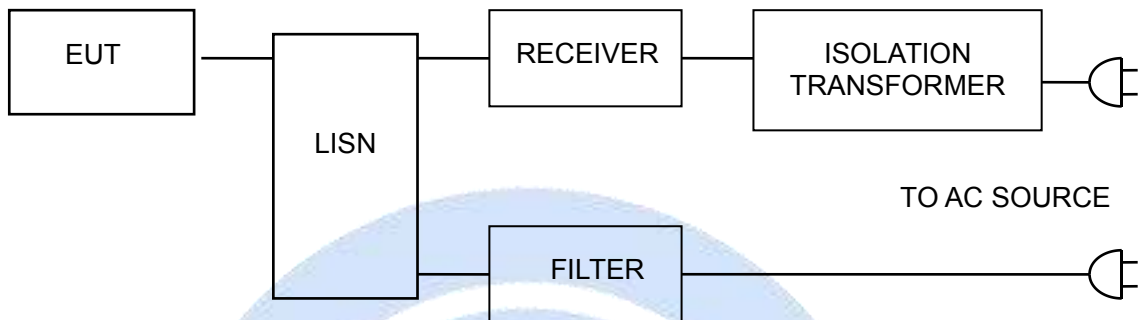 EUT
RECEIVER
ISOLATION
TRANSFORMER
LISN
TO AC SOURCE
FILTER